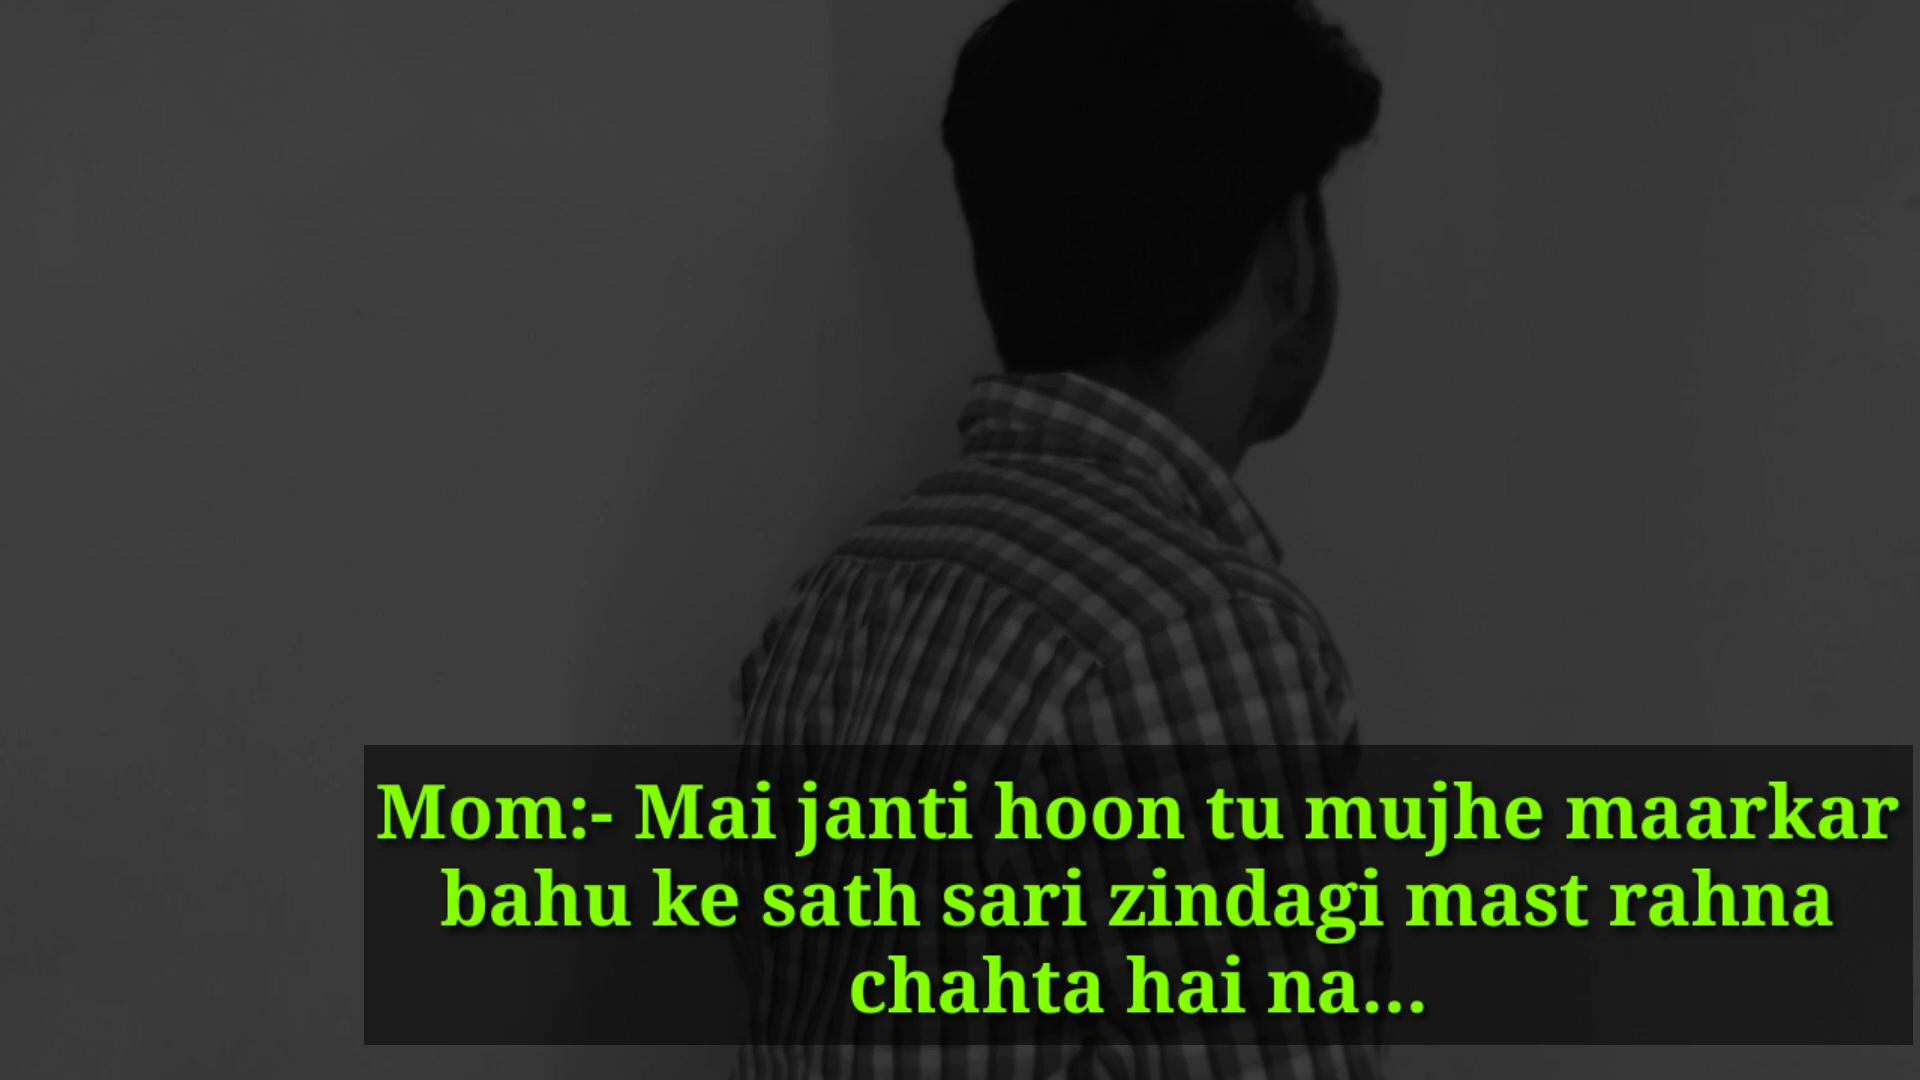 Mom:- Mai janti hoon tu mujhe maarkar
bahu ke sath sari zindagi mast rahna
chahta hai na...